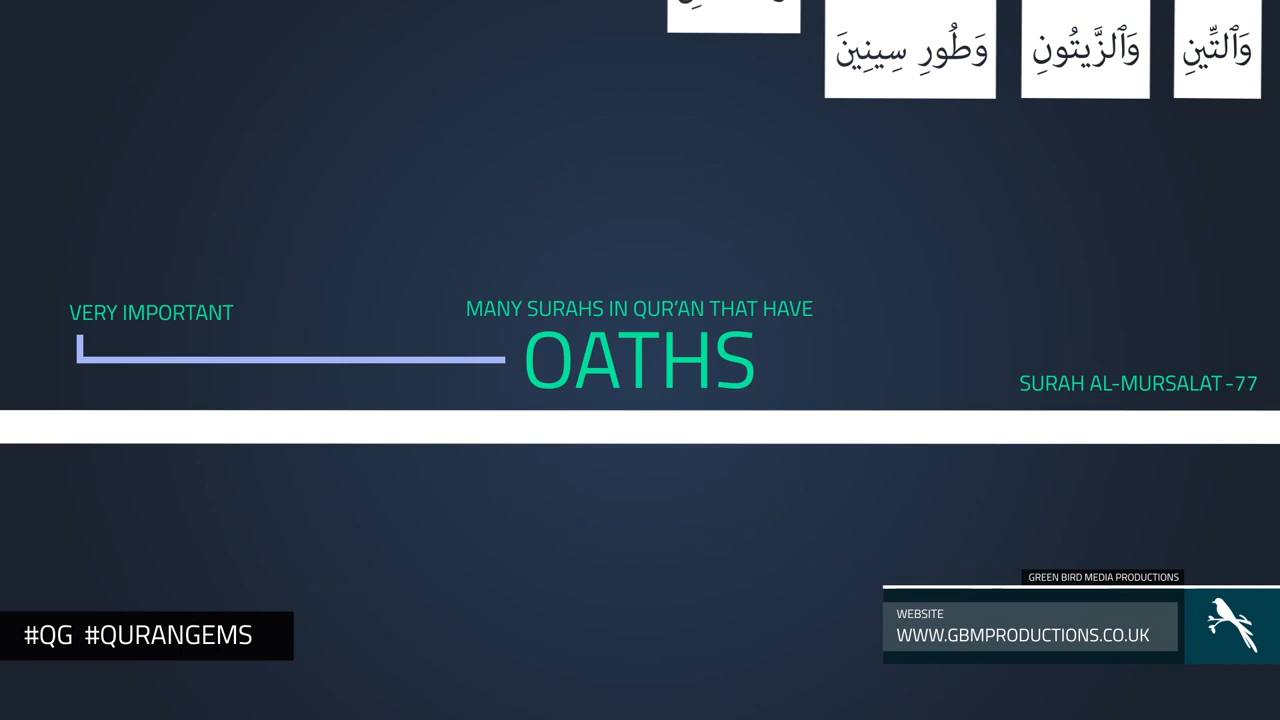 وَٱلتِّينِ وَٱلزَّيْتُونِ وَطُورِ سِينِينَ
VERY IMPORTANT
MANY SURAHS IN QUR'AN THAT HAVE
OATHS
SURAH AL-MURSALAT -77
GREEN BIRD MEDIA PRODUCTIONS
WEBSITE
WWW.GBMPRODUCTIONS.CO.UK
#QG #QURANGEMS